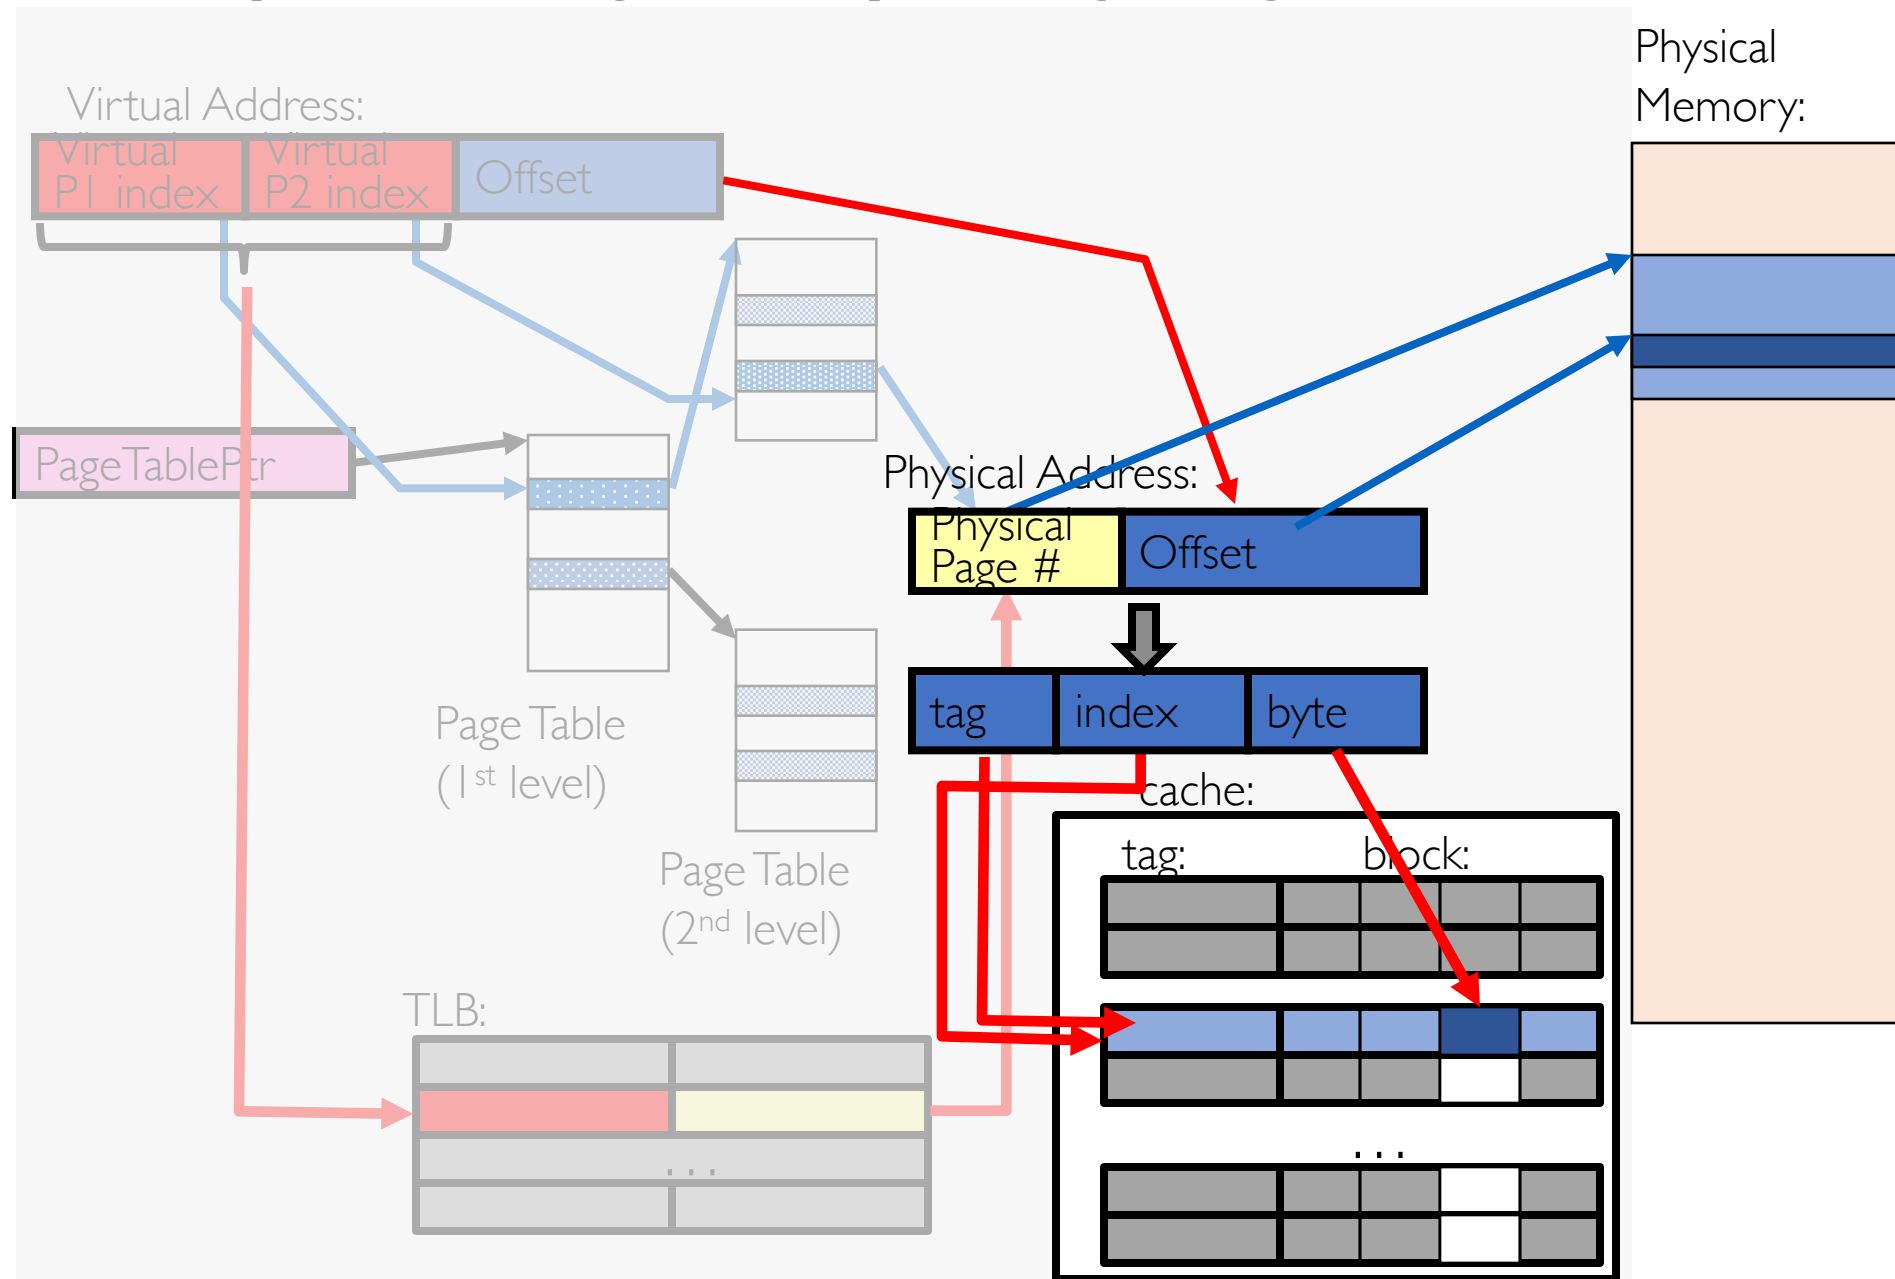 Physical
Memory:
Virtual Address:
Virtual
P1 index
Virtual
P2 index
Offset
PageTablePtr
Physical Address:
Physical
Page #
Offset
tag
index
byte
Page Table
(1st level)
cache:
tag:
block:
Page Table
(2nd level)
TLB:
...
...